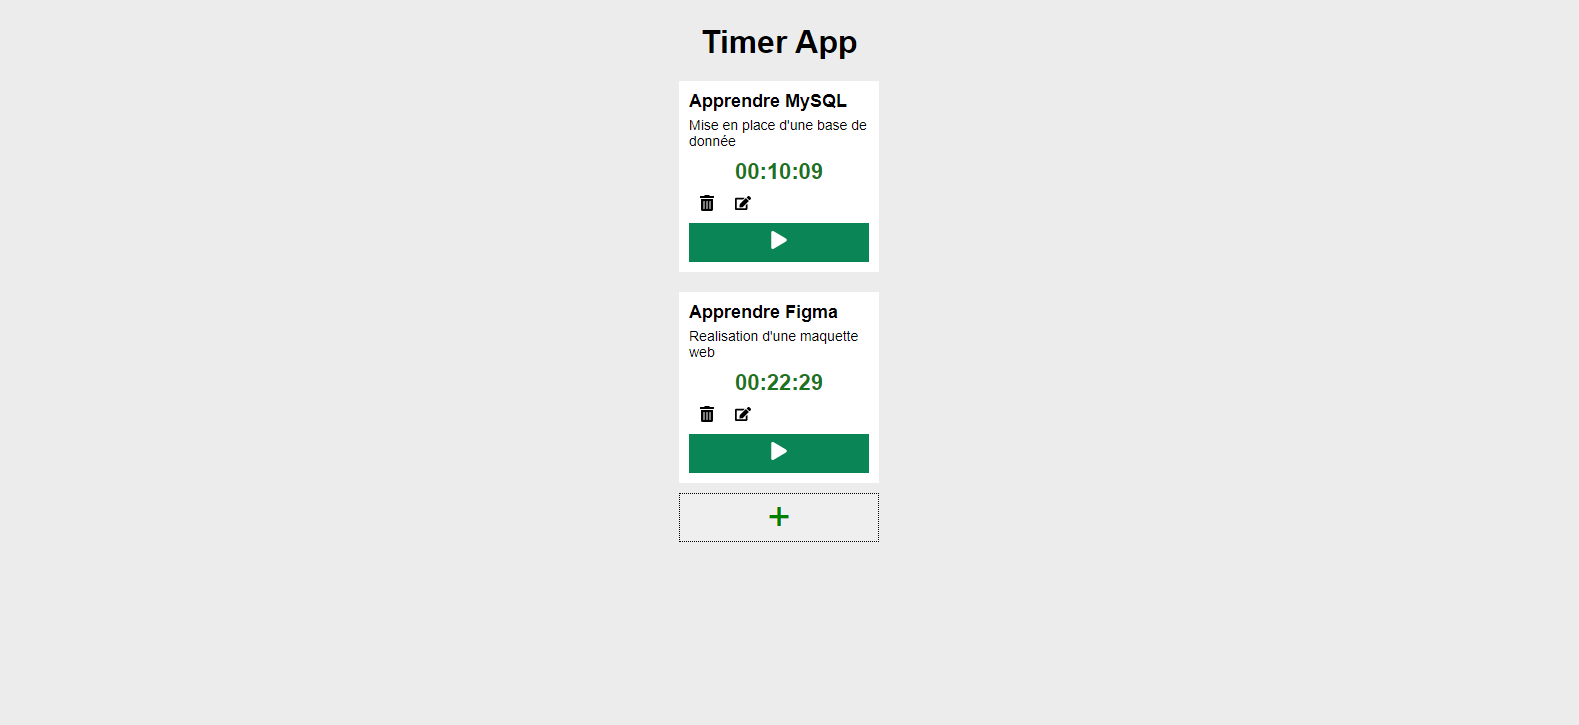 Timer App
Apprendre MySQL
Mise en place d'une base de
donnée
00:10:09
Apprendre Figma
Realisation d'une maquette
web
00:22:29
+